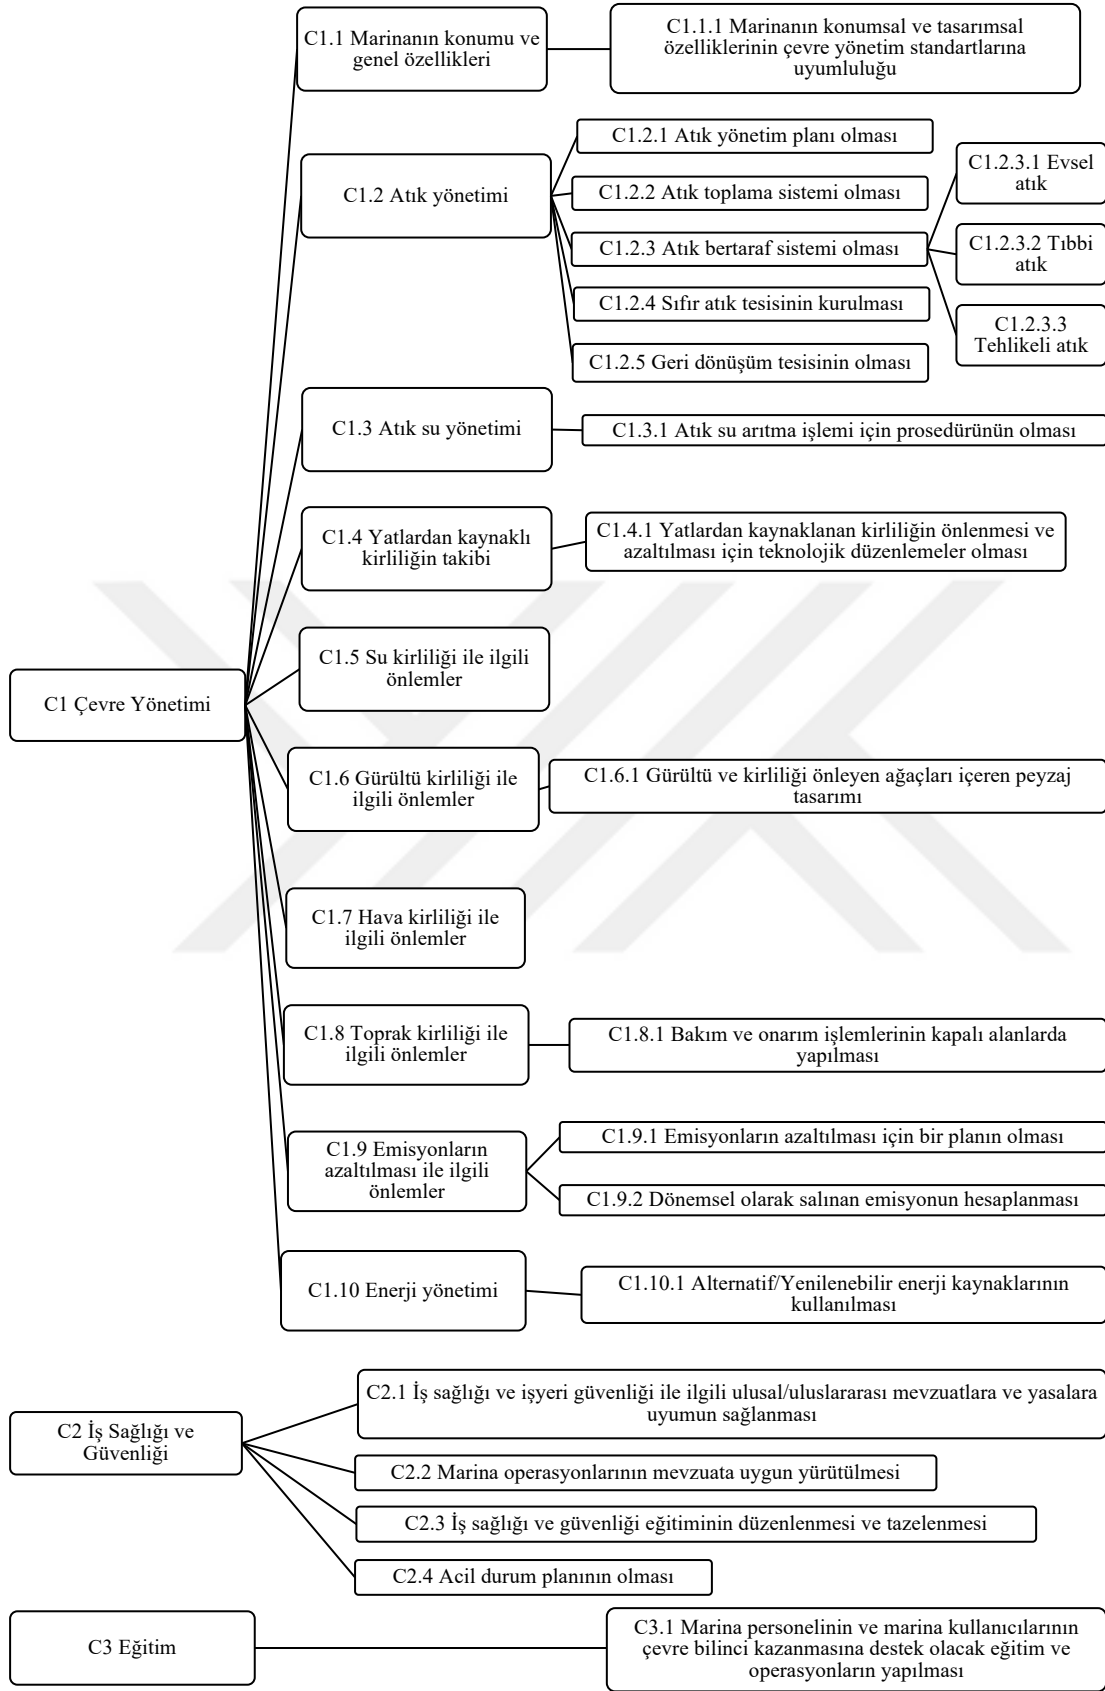 C1.1 Marinanın konumu ve
genel özellikleri
C1.1.1 Marinanın konumsal ve tasarımsal
özelliklerinin çevre yönetim standartlarına
uyumluluğu
C1.2 Atık yönetimi
C1.2.1 Atık yönetim planı olması
C1.2.2 Atık toplama sistemi olması
C1.2.3 Atık bertaraf sistemi olması
C1.2.3.1 Evsel
atık
C1.2.3.2 Tıbbi
atık
C1.2.3.3
Tehlikeli atık
C1.2.4 Sıfır atık tesisinin kurulması
C1.2.5 Geri dönüşüm tesisinin olması
C1.3 Atık su yönetimi
C1.3.1 Atık su arıtma işlemi için prosedürünün olması
C1.4 Yatlardan kaynaklı
kirliliğin takibi
C1.4.1 Yatlardan kaynaklanan kirliliğin önlenmesi ve
azaltılması için teknolojik düzenlemeler olması
C1.5 Su kirliliği ile ilgili
önlemler
C1 Çevre Yönetimi
C1.6 Gürültü kirliliği ile
ilgili önlemler
C1.6.1 Gürültü ve kirliliği önleyen ağaçları içeren peyzaj
tasarımı
C1.7 Hava kirliliği ile
ilgili önlemler
C1.8 Toprak kirliliği ile
ilgili önlemler
C1.8.1 Bakım ve onarım işlemlerinin kapalı alanlarda
yapılması
C1.9 Emisyonların
azaltılması ile ilgili
önlemler
C1.9.1 Emisyonların azaltılması için bir planın olması
C1.9.2 Dönemsel olarak salınan emisyonun hesaplanması
C1.10 Enerji yönetimi
C1.10.1 Alternatif/Yenilenebilir enerji kaynaklarının
kullanılması
C2 İş Sağlığı ve
Güvenliği
C2.1 İş sağlığı ve işyeri güvenliği ile ilgili ulusal/uluslararası mevzuatlara ve yasalara
uyumun sağlanması
C2.2 Marina operasyonlarının mevzuata uygun yürütülmesi
C2.3 İş sağlığı ve güvenliği eğitiminin düzenlenmesi ve tazelenmesi
C2.4 Acil durum planının olması
C3 Eğitim
C3.1 Marina personelinin ve marina kullanıcılarının
çevre bilinci kazanmasına destek olacak eğitim ve
operasyonların yapılması